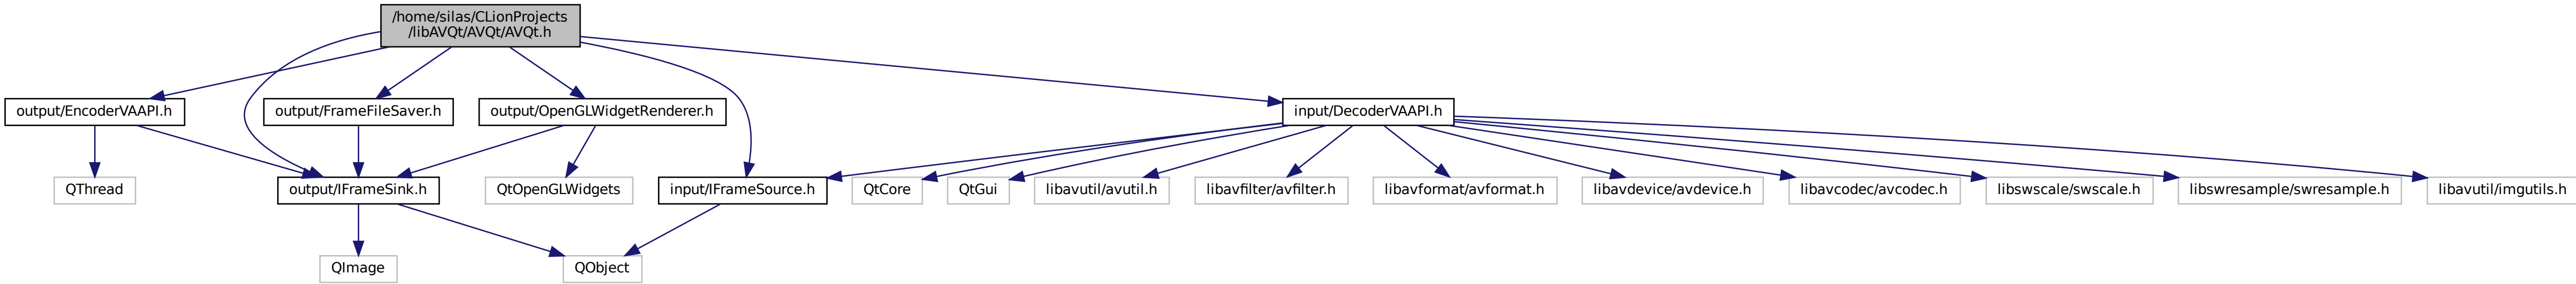 /home/silas/CLionProjects
/libAVQt/AVQt/AVQt.h
output/EncoderVAAPI.h
output/FrameFileSaver.h
output/OpenGLWidgetRenderer.h
input/DecoderVAAPI.h
QThread
output/IFrameSink.h
QtOpenGLWidgets
input/IFrameSource.h
QtCore
QtGui
libavutil/avutil.h
libavfilter/avfilter.h
libavformat/avformat.h
libavdevice/avdevice.h
libavcodec/avcodec.h
libswscale/swscale.h
libswresample/swresample.h
libavutil/imgutils.h
QImage
QObject